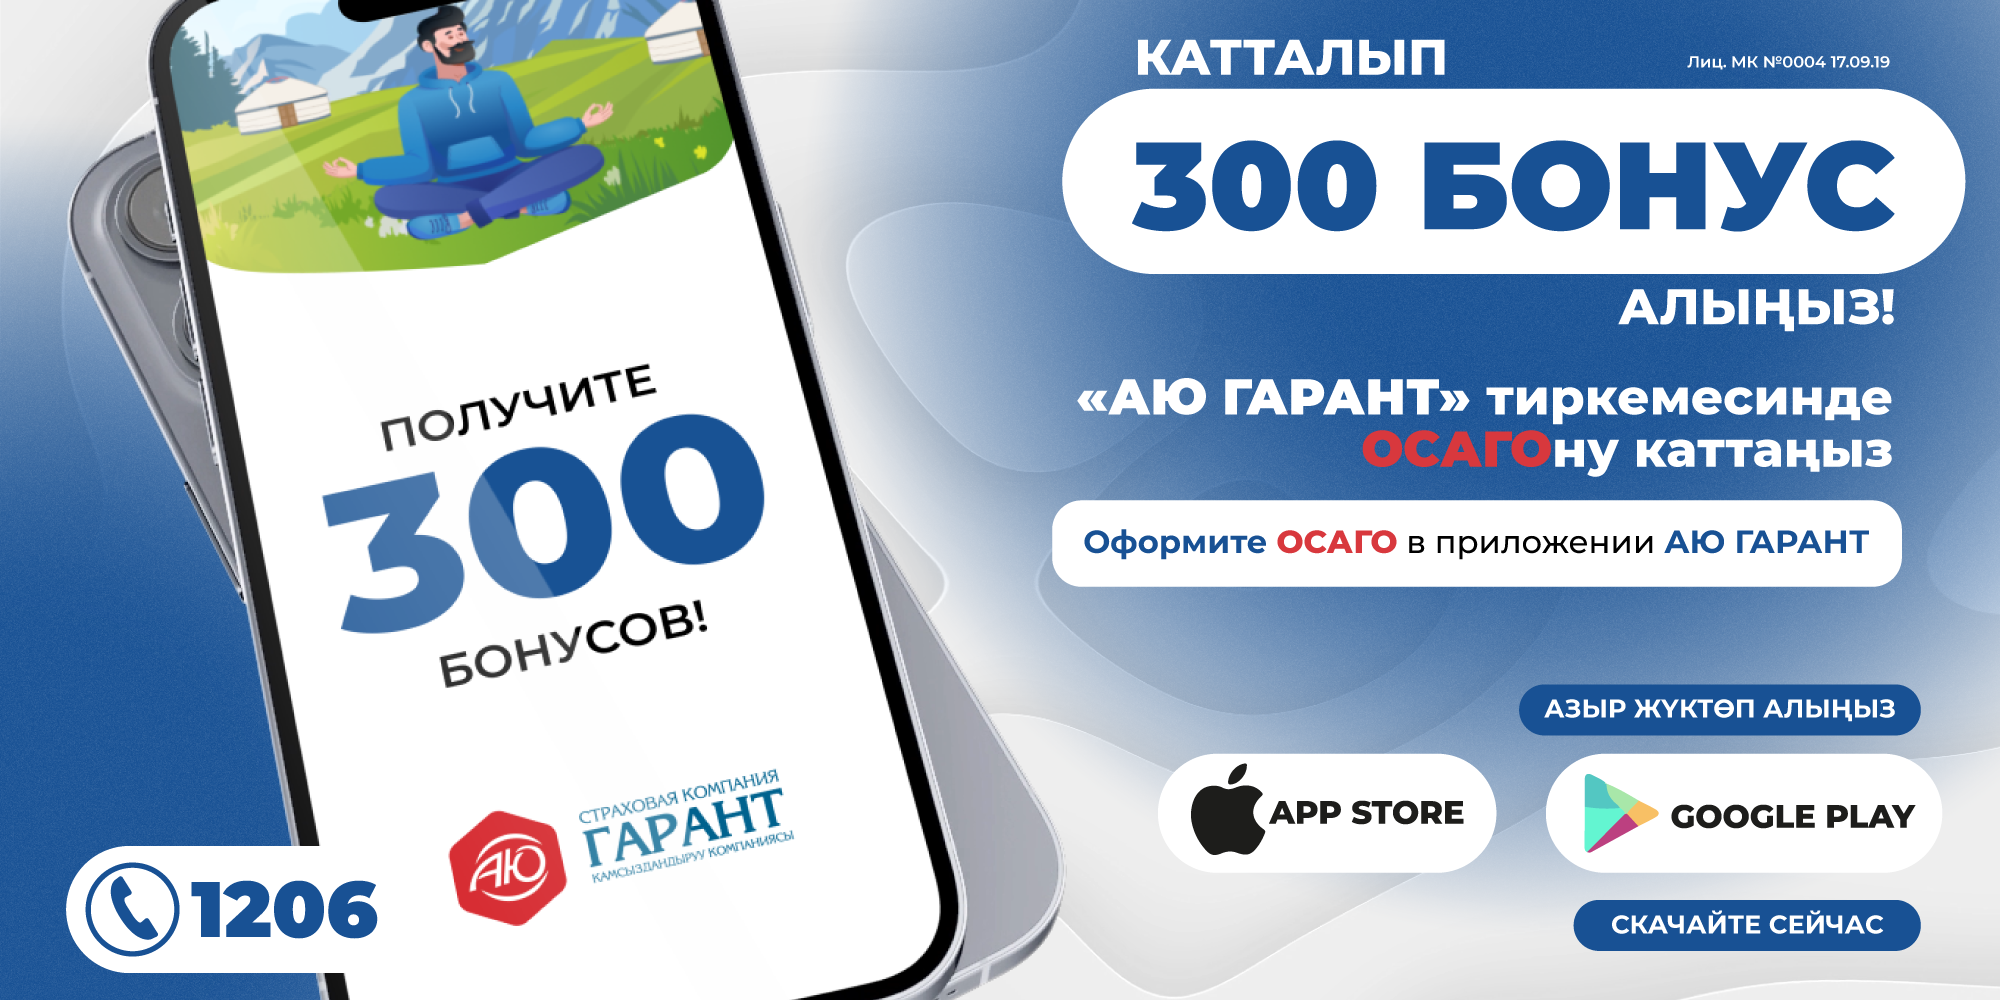 ПОЛУЧИТЕ
300
БОНУСОВ!
СТРАХОВАЯ КОМПАНИЯ
АЮ ГАРАНТ
КАМСЫЗДАНДЫРУУ КОМПАНИЯСЫ
1206
КАТТАЛЫП
Лиц. МК №0004 17.09.19
300 БОНУС
АЛЫҢЫЗ!
«АЮ ГАРАНТ» тиркемесинде
ОСАГОну каттаңыз
Оформите ОСАГО в приложении АЮ ГАРАНТ
АЗЫР ЖҮКТӨП АЛЫҢЫЗ
APP STORE
GOOGLE PLAY
СКАЧАЙТЕ СЕЙЧАС